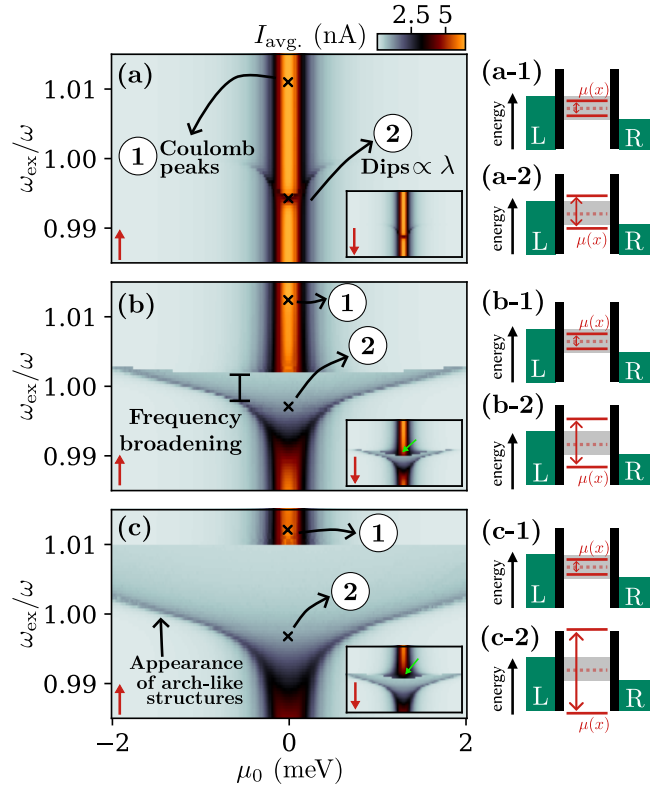 I_avg. (nA)
2.5 5
(a)
1.01
1.00
0.99
ω_ex/ω
1 Coulomb
peaks
2
Dips∝ λ
(a-1)
energy
L
μ(x)
R
(a-2)
energy
L
μ(x)
R
(b)
1.01
1.00
0.99
ω_ex/ω
1
2
Frequency
broadening
(b-1)
energy
L
μ(x)
R
(b-2)
energy
L
μ(x)
R
(c)
1.01
1.00
0.99
ω_ex/ω
1
2
Appearance
of arch-like
structures
(c-1)
energy
L
μ(x)
R
(c-2)
energy
L
μ(x)
R
−2 0 2
μ_0 (meV)